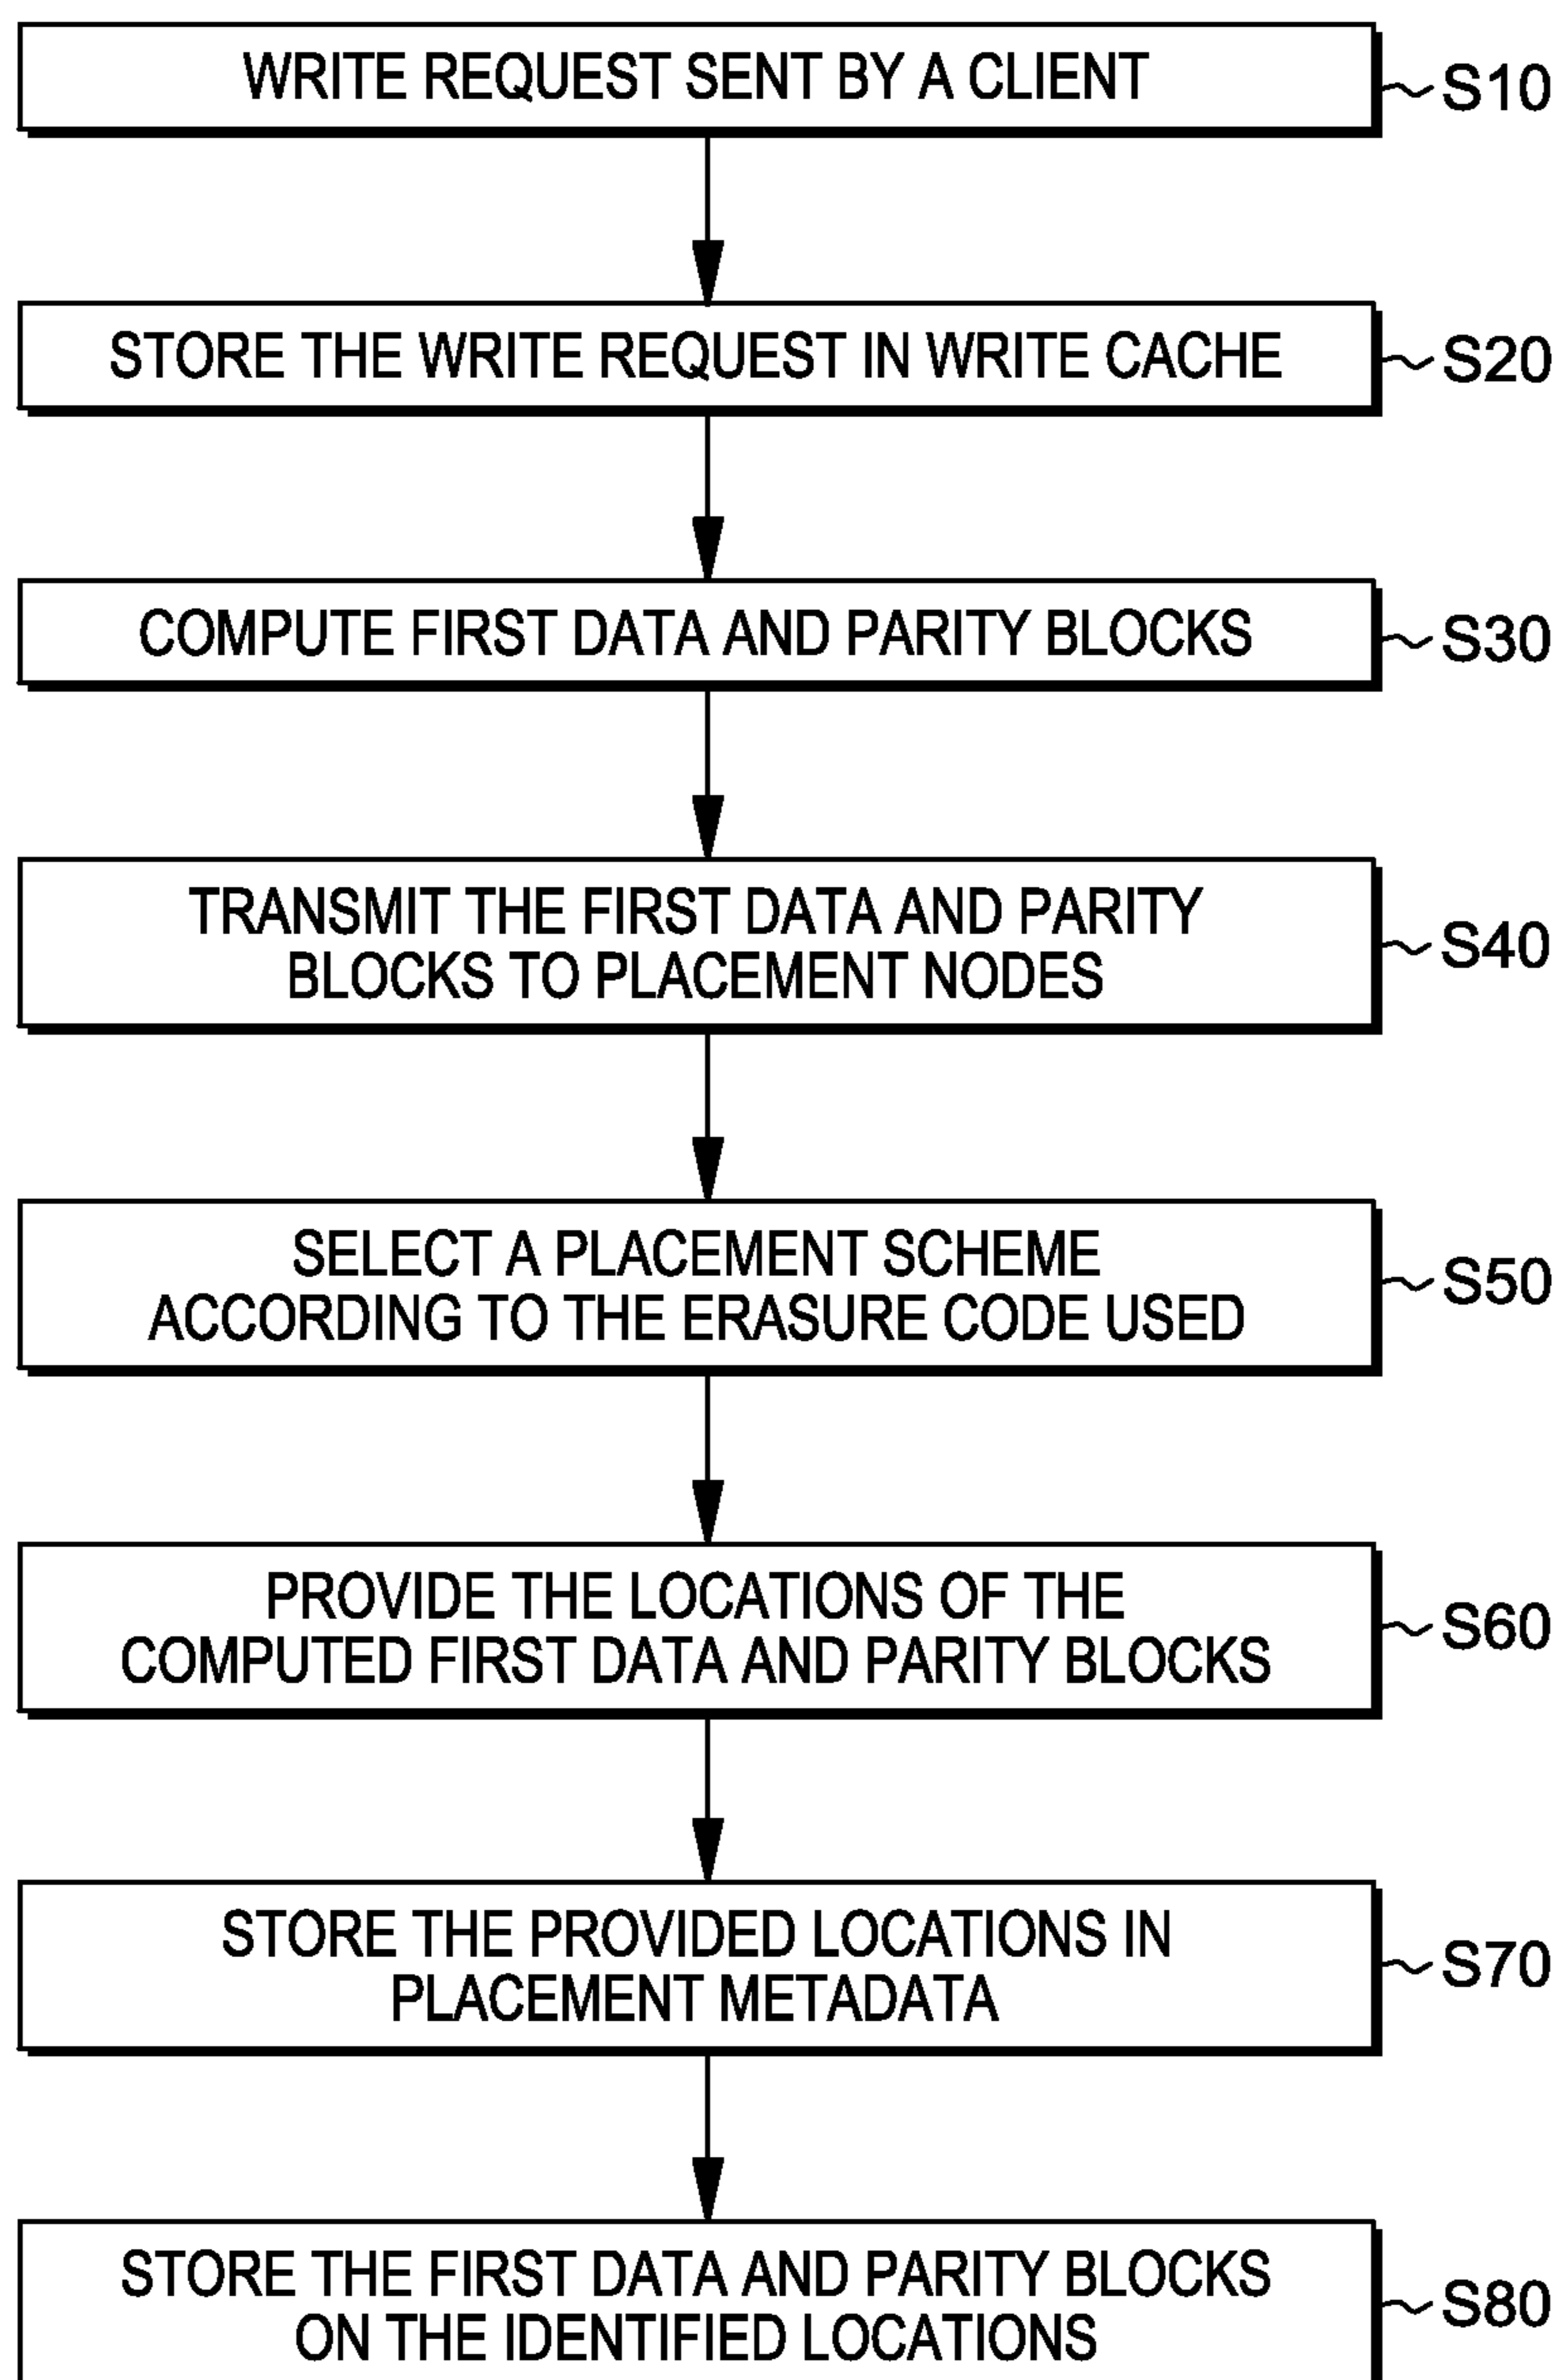 WRITE REQUEST SENT BY A CLIENT
S10
STORE THE WRITE REQUEST IN WRITE CACHE
S20
COMPUTE FIRST DATA AND PARITY BLOCKS
S30
TRANSMIT THE FIRST DATA AND PARITY
BLOCKS TO PLACEMENT NODES
S40
SELECT A PLACEMENT SCHEME
ACCORDING TO THE ERASURE CODE USED
S50
PROVIDE THE LOCATIONS OF THE
COMPUTED FIRST DATA AND PARITY BLOCKS
S60
STORE THE PROVIDED LOCATIONS IN
PLACEMENT METADATA
S70
STORE THE FIRST DATA AND PARITY BLOCKS
ON THE IDENTIFIED LOCATIONS
S80